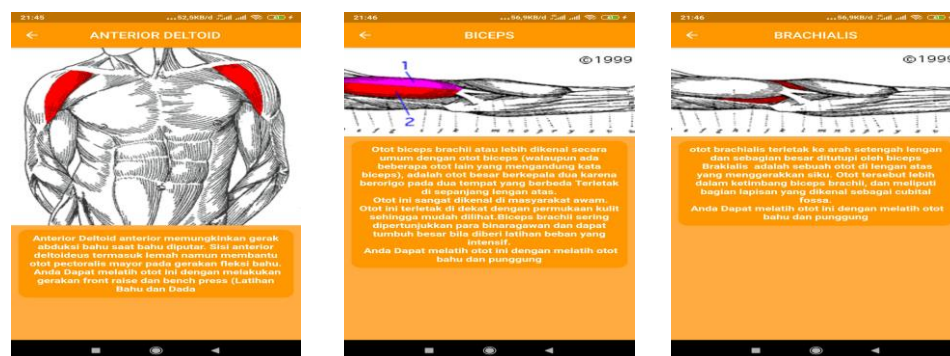 21:45
...52,5KB/d
ANTERIOR DELTOID
Anterior Deltoid anterior memungkinkan gerak
abduksi bahu saat bahu diputar. Sisi anterior
deltoideus termasuk lemah namun membantu
otot pectoralis mayor pada gerakan fleksi bahu.
Anda Dapat melatih otot ini dengan melakukan
gerakan front raise dan bench press (Latihan
Bahu dan Dada
21:46
...56,9KB/d
BICEPS
©1999
1
2
Otot biceps brachii atau lebih dikenal secara
umum dengan otot biceps (walaupun ada
beberapa otot lain yang mengandung kata
biceps), adalah otot besar berkepala dua karena
berorigo pada dua tempat yang berbeda Terletak
di sepanjang lengan atas.
Otot ini sangat dikenal di masyarakat awam.
Otot ini terletak di dekat dengan permukaan kulit
sehingga mudah dilihat.Biceps brachii sering
dipertunjukkan para binaragawan dan dapat
tumbuh besar bila diberi latihan beban yang
intensif.
Anda Dapat melatih otot ini dengan melatih otot
bahu dan punggung
21:46
...56,9KB/d
BRACHIALIS
©1999
otot brachialis terletak ke arah setengah lengan
dan sebagian besar ditutupi oleh biceps
Brakialis adalah sebuah otot di lengan atas
yang menggerakkan siku. Otot tersebut lebih
dalam ketimbang biceps brachii, dan meliputi
bagian lapisan yang dikenal sebagai cubital
fossa.
Anda Dapat melatih otot ini dengan melatih otot
bahu dan punggung